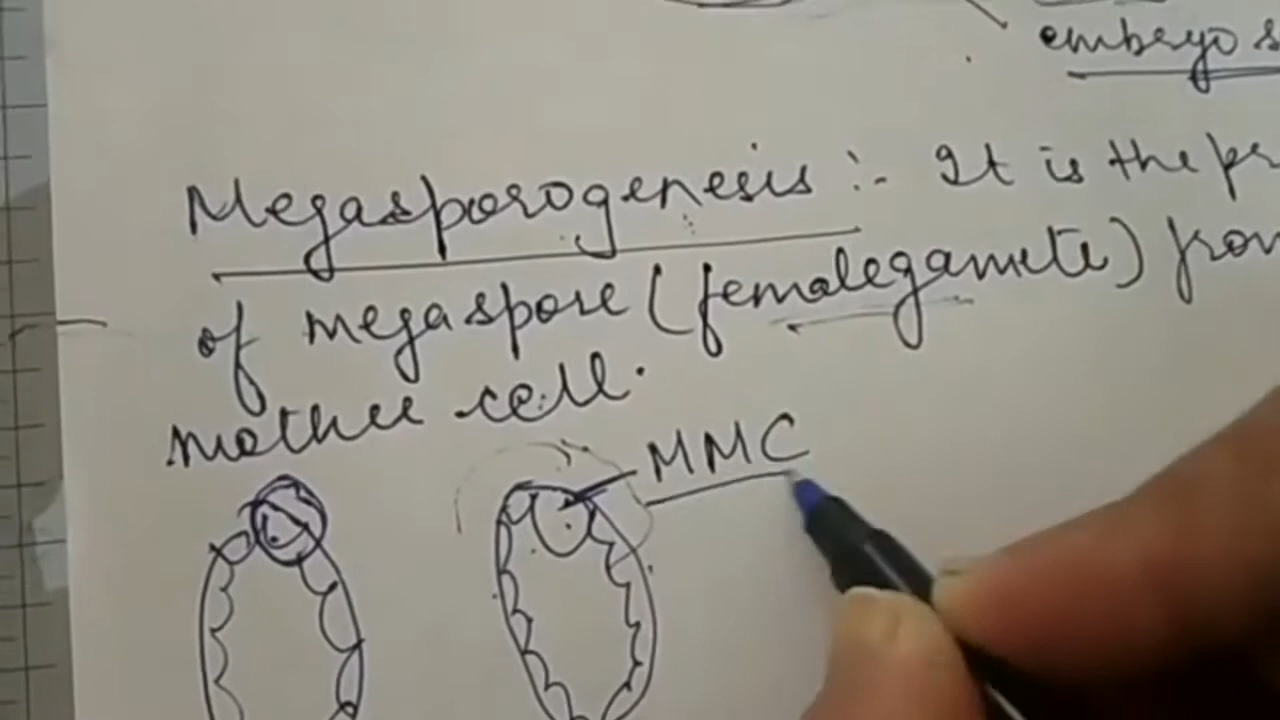 embryo s
Megasporogenesis :- It is the pr
of megaspore (femalegamete) from
mother cell.
MMC